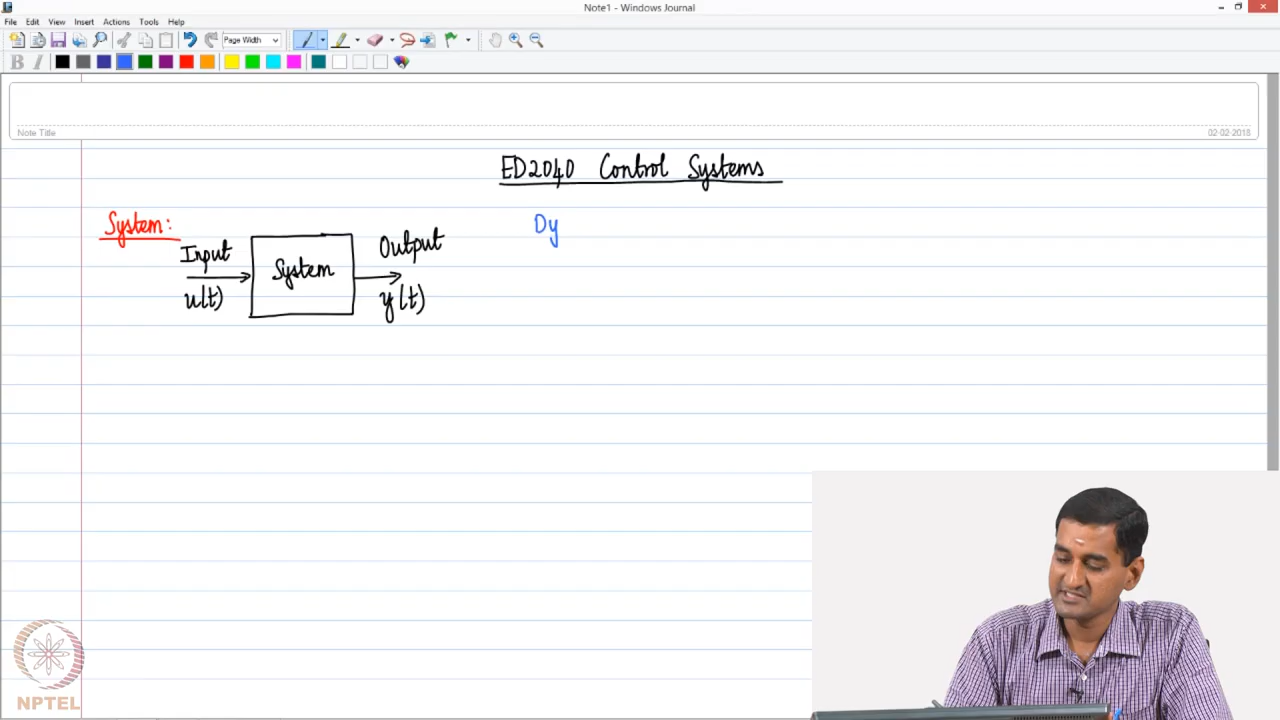 Note1 - Windows Journal
File Edit View Insert Actions Tools Help
Page Width
B I
Note Title
02-02-2018
ED2040 Control Systems
System:
Input
u(t)
System
Output
y(t)
Dy
NPTEL